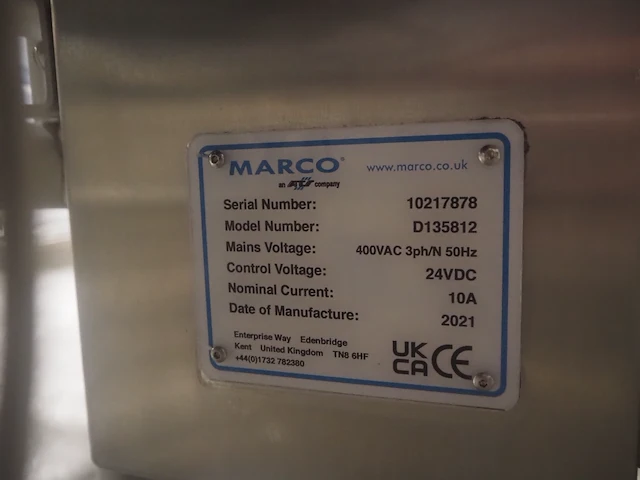 MARCO® www.marco.co.uk
an ATS company
Serial Number: 10217878
Model Number: D135812
Mains Voltage: 400VAC 3ph/N 50Hz
Control Voltage: 24VDC
Nominal Current: 10A
Date of Manufacture: 2021
Enterprise Way Edenbridge
Kent United Kingdom TN8 6HF
+44(0)1732 782380
UK
CA CE